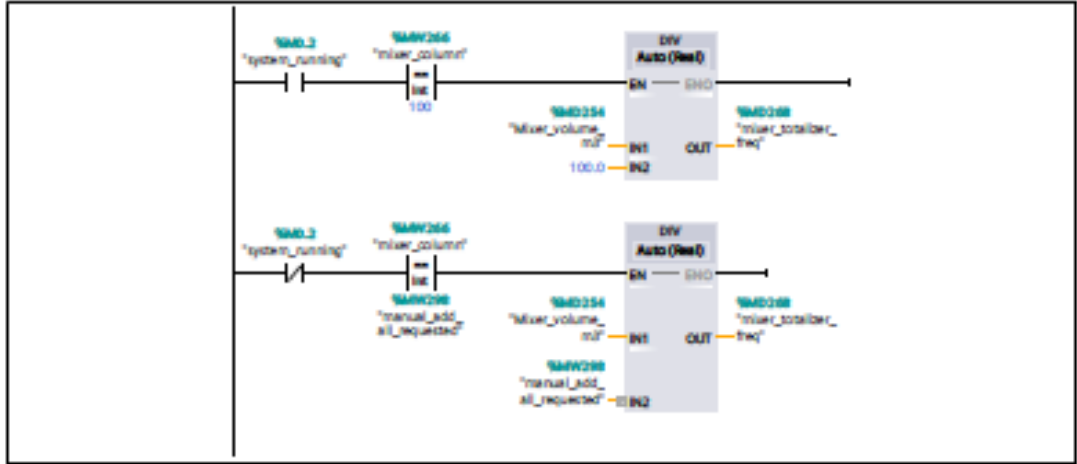 %M0.2
"system_running"
%MW266
"mixer_column"
==
Int
100
DIV
Auto (Real)
EN ENO
%MD254
"Mixer_volume_
ml"
IN1
100.0
IN2
OUT
%MD268
"mixer_totalizer_
freq"
%M0.2
"system_running"
%MW266
"mixer_column"
==
Int
%MW298
"manual_add_
all_requested"
DIV
Auto (Real)
EN ENO
%MD254
"Mixer_volume_
IN1
%MW298
"manual_add_
all_requested"
IN2
OUT
%MD268
"mixer_totalizer_
freq"